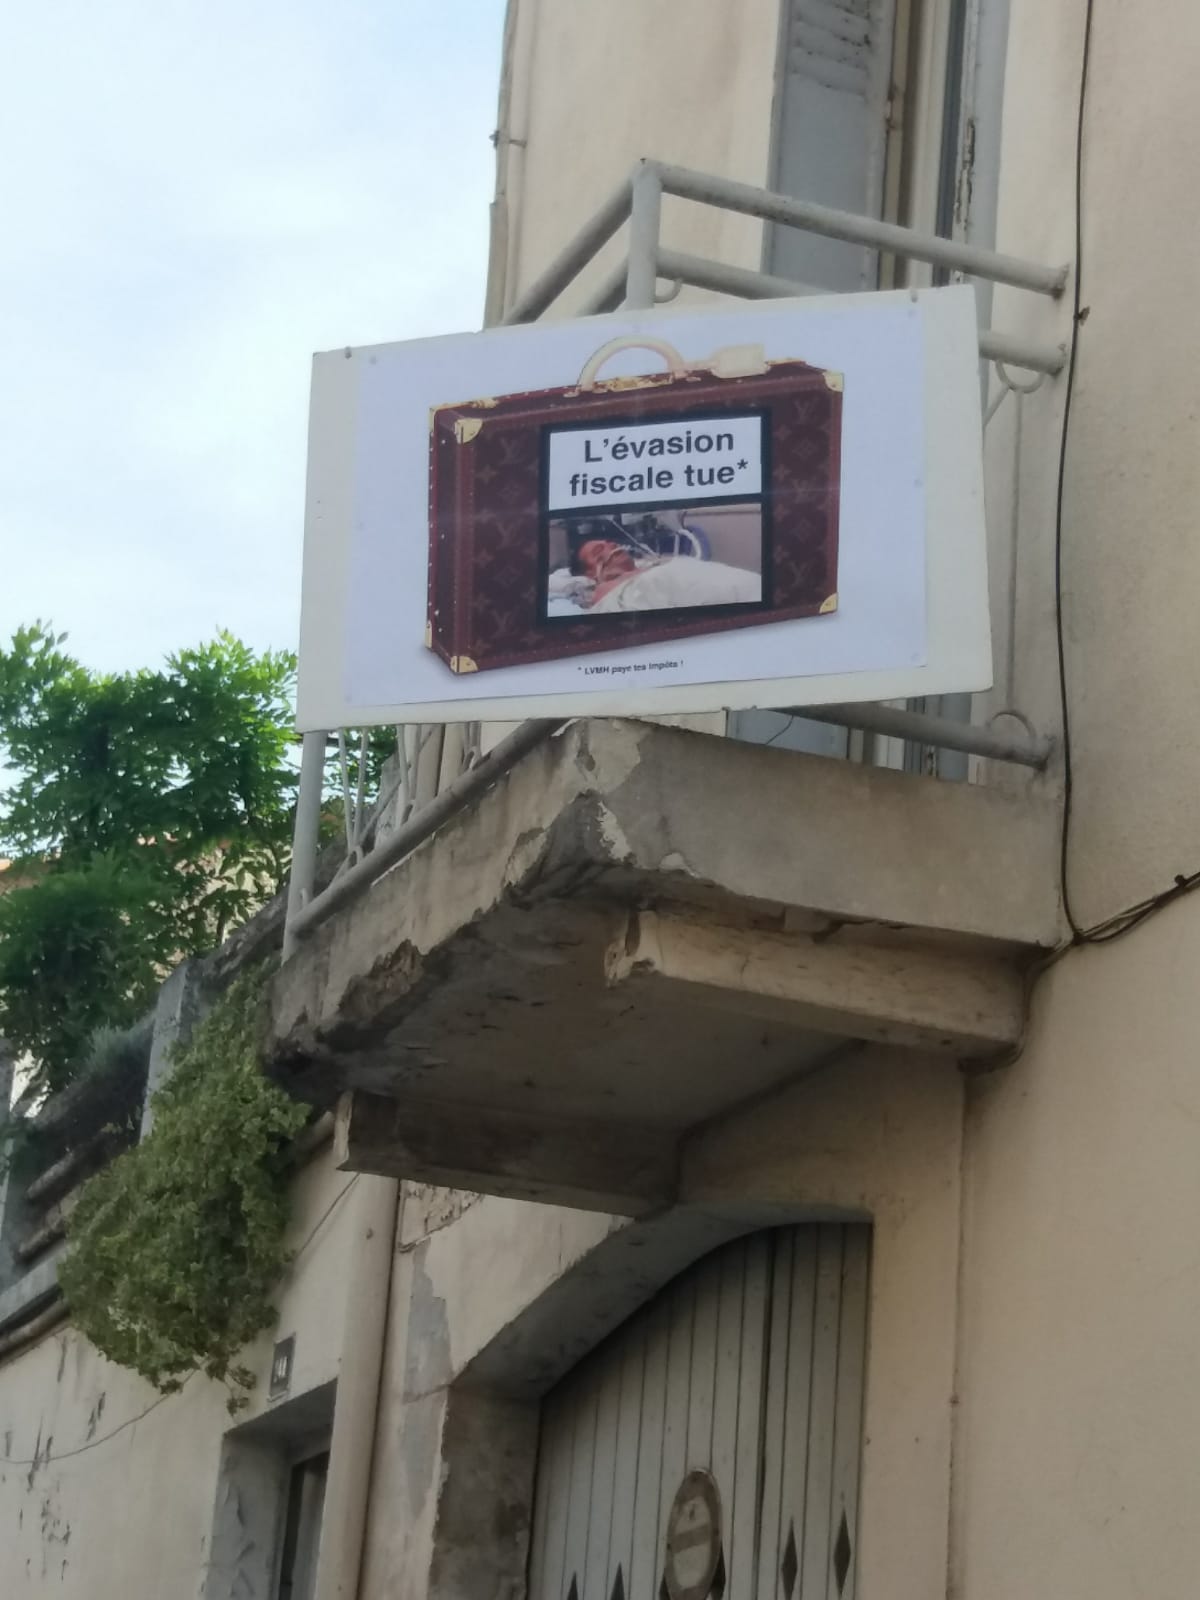 L'évasion
fiscale tue*
* LVMH paye tes impôts !